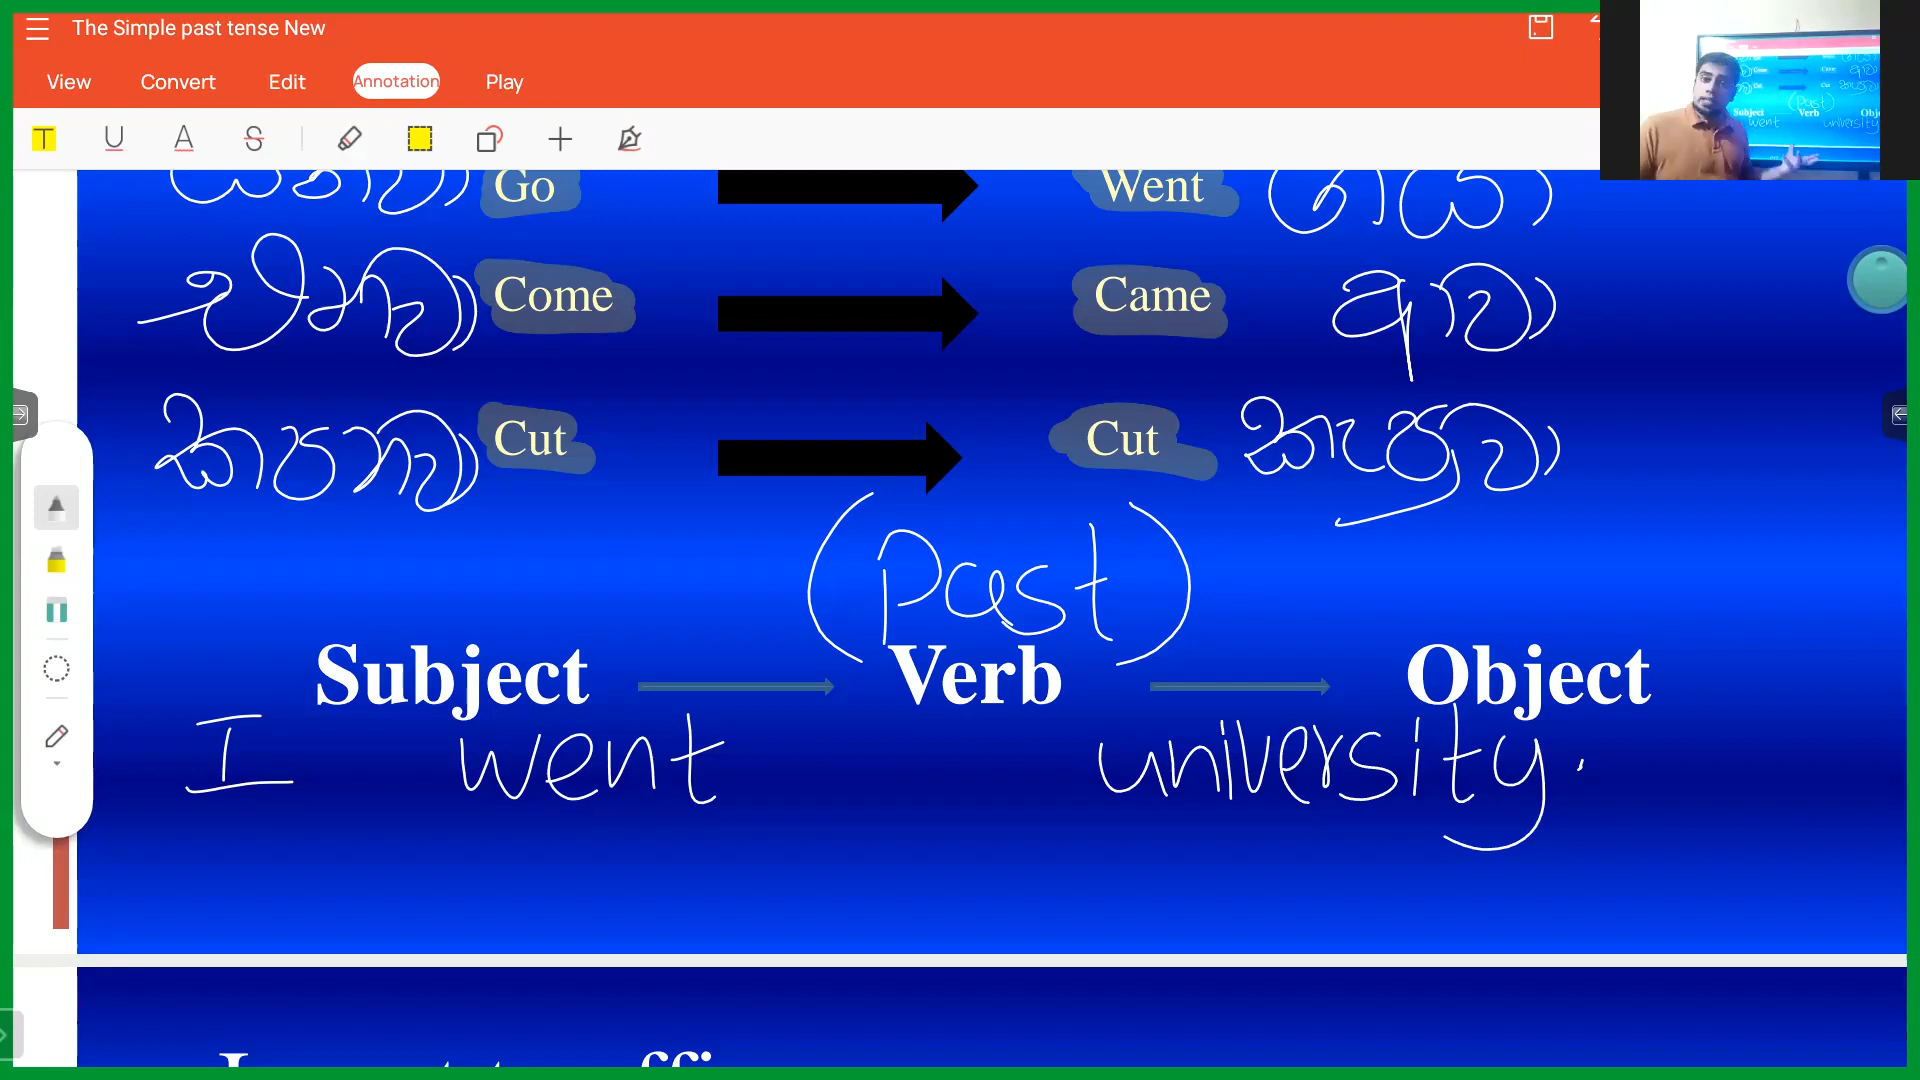 The Simple past tense New
View Convert Edit Annotation Play
යනවා Go Went ගියා
එනවා Come Came ආවා
කපනවා Cut Cut කැපුවා
(Past)
Subject Verb Object
I went university.